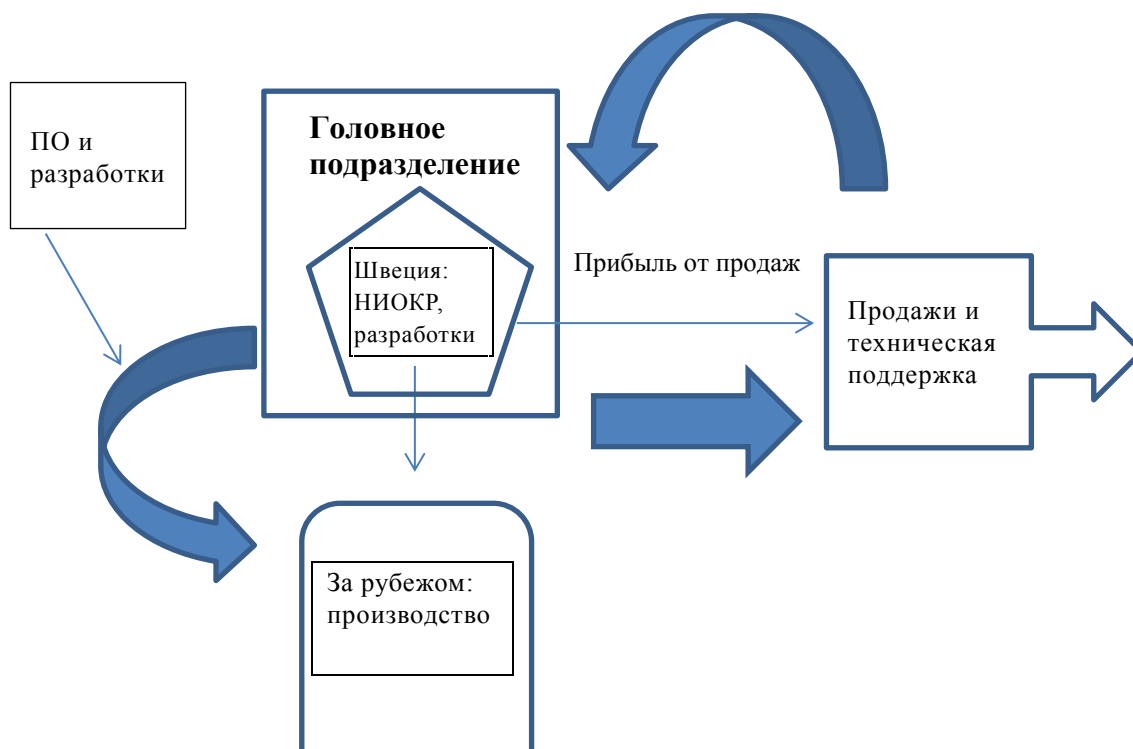 ПО и
разработки
Головное
подразделение
Швеция:
НИОКР,
разработки
Прибыль от продаж
Продажи и
техническая
поддержка
За рубежом:
производство